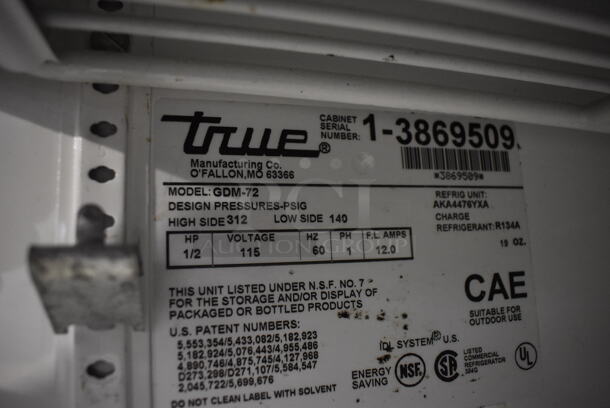 true®
Manufacturing Co.
O'FALLON, MO 63366
CABINET SERIAL NUMBER: 1-3869509
*3869509*
MODEL: GDM-72
DESIGN PRESSURES-PSIG
HIGH SIDE 312 LOW SIDE 140
REFRIG UNIT:
AKA4476YXA
CHARGE
REFRIGERANT: R134A
19 OZ.
HP VOLTAGE HZ PH F.L. AMPS
1/2 115 60 1 12.0
THIS UNIT LISTED UNDER N.S.F. NO. 7
FOR THE STORAGE AND/OR DISPLAY OF
PACKAGED OR BOTTLED PRODUCTS
CAE
SUITABLE FOR
OUTDOOR USE
U.S. PATENT NUMBERS:
5,553,354/5,433,082/5,182,923
5,182,924/5,076,443/4,955,486
4,890,746/4,875,745/4,127,968
D273,298/D271,107/5,584,547
2,045,722/5,699,676
DO NOT CLEAN LABEL WITH SOLVENT
IDL SYSTEM® U.S.
ENERGY
SAVING
NSF®
LISTED
COMMERCIAL
REFRIGERATOR
AUCTION GROUP